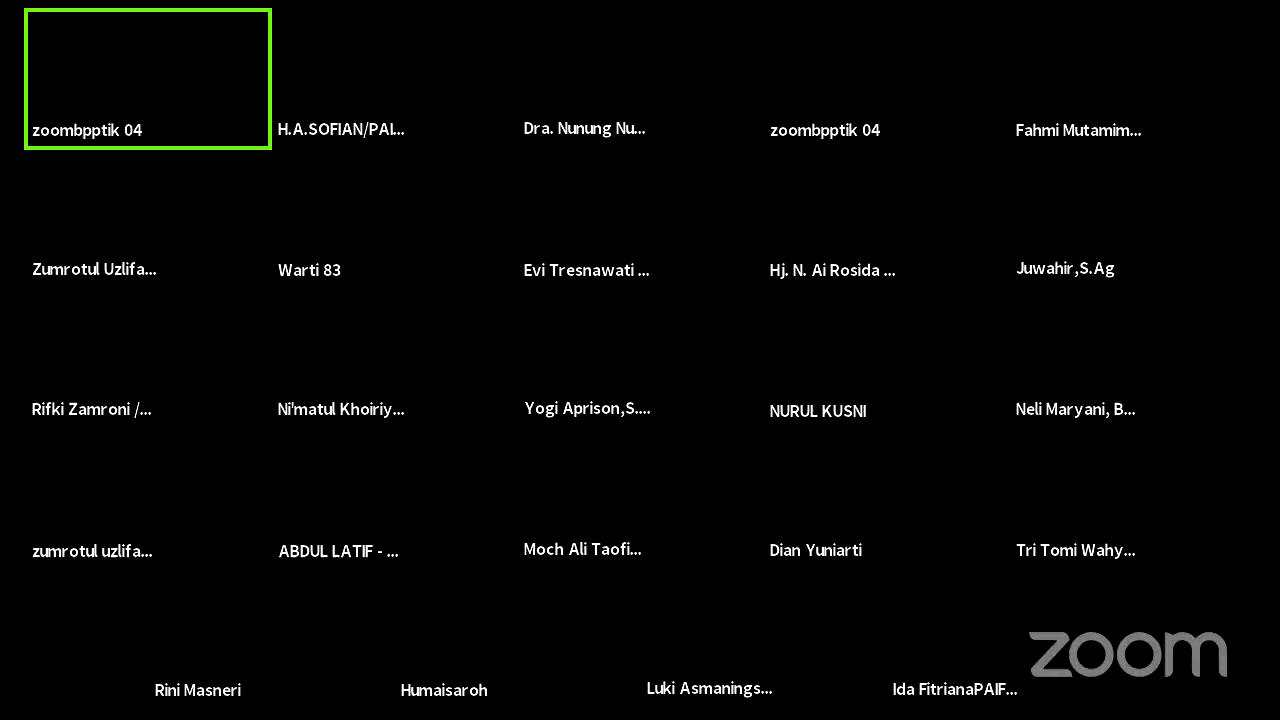 zoombpptik 04
H.A.SOFIAN/PAI...
Dra. Nunung Nu...
zoombpptik 04
Fahmi Mutamim...
Zumrotul Uzlifa...
Warti 83
Evi Tresnawati ...
Hj. N. Ai Rosida ...
Juwahir,S.Ag
Rifki Zamroni /...
Ni'matul Khoiriy...
Yogi Aprison,S....
NURUL KUSNI
Neli Maryani, B...
zumrotul uzlifa...
ABDUL LATIF - ...
Moch Ali Taofi...
Dian Yuniarti
Tri Tomi Wahy...
Rini Masneri
Humaisaroh
Luki Asmanings...
Ida FitrianaPAIF...
zoom